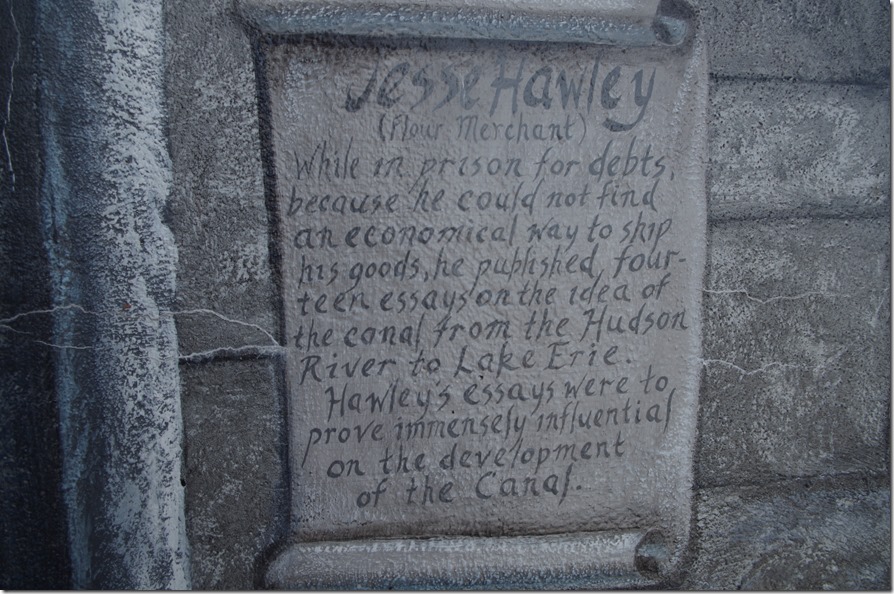 Jesse Hawley
(Flour Merchant)
While in prison for debts,
because he could not find
an economical way to ship
his goods, he published four-
teen essays on the idea of
the canal from the Hudson
River to Lake Erie.
Hawley's essays were to
prove immensely influential
on the development
of the Canal.